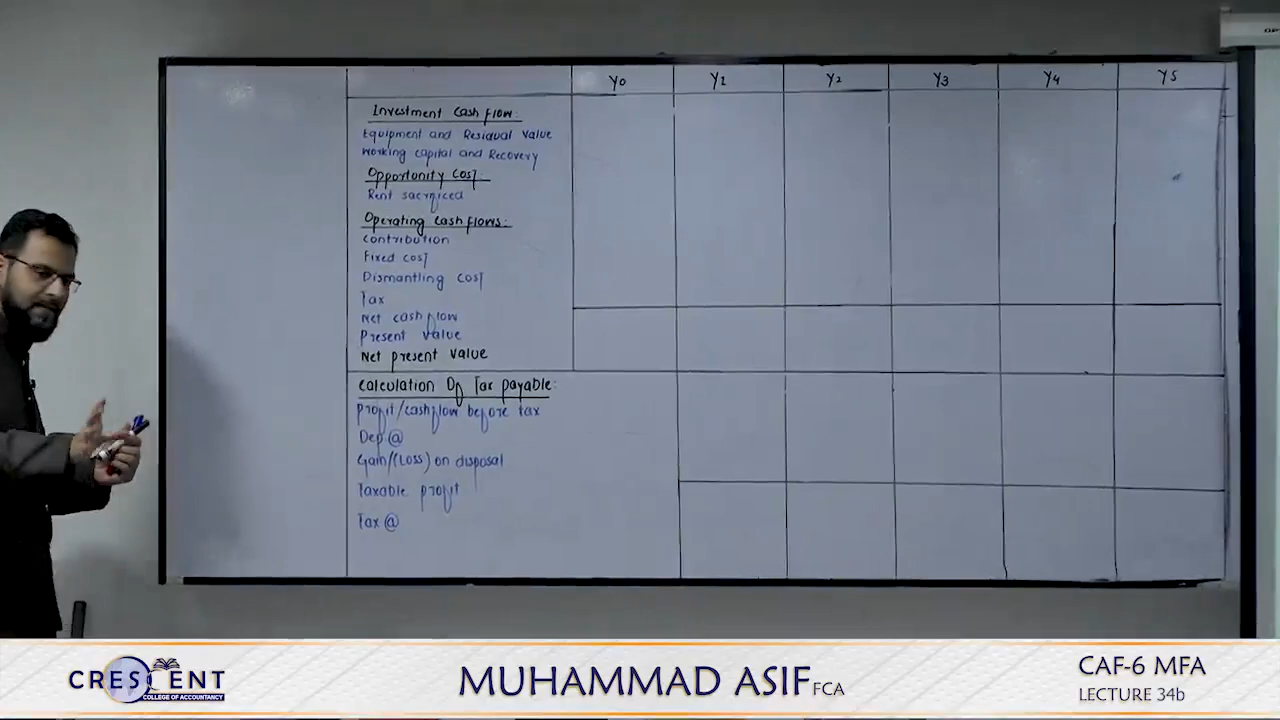 Y0 Y1 Y2 Y3 Y4 Y5
Investment Cash flow:
Equipment and Residual value
Working capital and Recovery
Opportunity Cost:
Rent sacrificed
Operating Cashflows:
Contribution
Fixed Cost
Dismantling Cost
Tax
Net cash flow
Present value
Net present value
Calculation Of Tax payable:
Profit/cashflow before tax
Dep@
Gain/(Loss) on disposal
Taxable profit
Tax@
CRESCENT
COLLEGE OF ACCOUNTANCY
MUHAMMAD ASIF FCA
CAF-6 MFA
LECTURE 34b